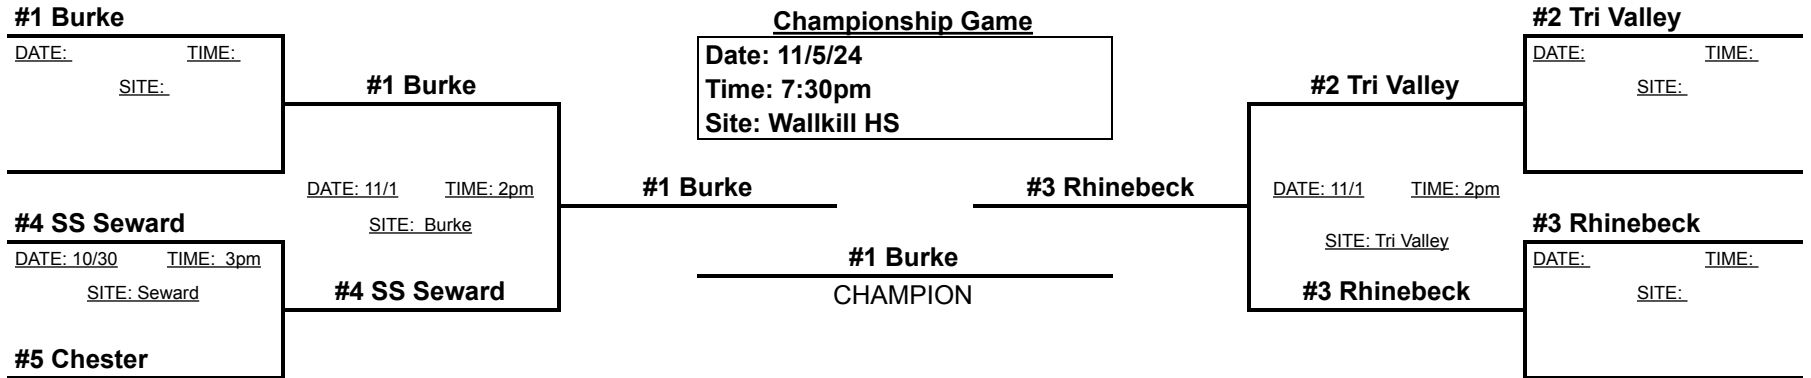 #1 Burke
DATE: TIME:
SITE:
#1 Burke
#4 SS Seward
DATE: 10/30 TIME: 3pm
SITE: Seward
#5 Chester
DATE: 11/1 TIME: 2pm
SITE: Burke
#4 SS Seward
#1 Burke
Championship Game
Date: 11/5/24
Time: 7:30pm
Site: Wallkill HS
#3 Rhinebeck
#1 Burke
CHAMPION
#2 Tri Valley
DATE: 11/1 TIME: 2pm
SITE: Tri Valley
#3 Rhinebeck
#2 Tri Valley
DATE: TIME:
SITE:
#3 Rhinebeck
DATE: TIME:
SITE: